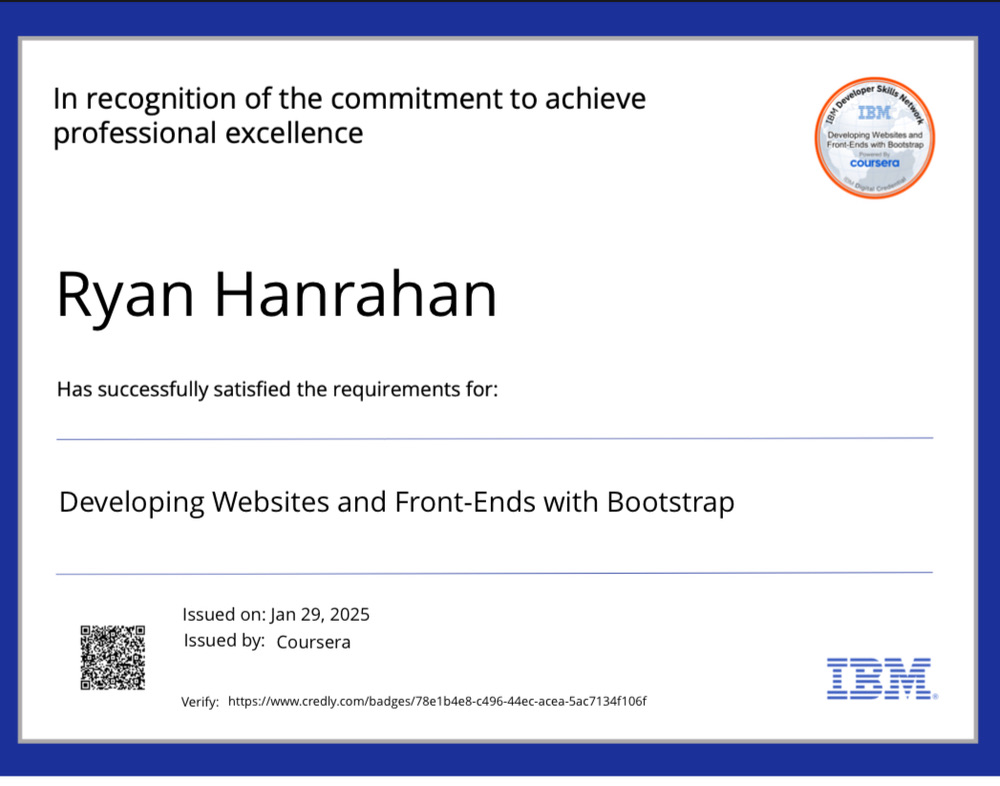 In recognition of the commitment to achieve
professional excellence
IBM Developer Skills Network
IBM
Developing Websites and
Front-Ends with Bootstrap
Powered By
coursera
IBM Digital Credential
Ryan Hanrahan
Has successfully satisfied the requirements for:
Developing Websites and Front-Ends with Bootstrap
Issued on: Jan 29, 2025
Issued by: Coursera
Verify: https://www.credly.com/badges/78e1b4e8-c496-44ec-acea-5ac7134f106f
IBM®